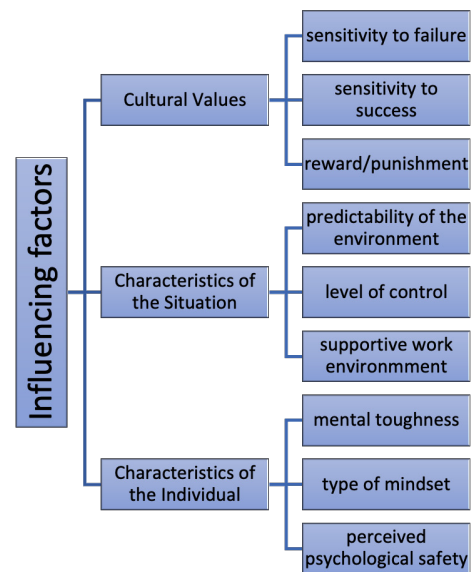 Influencing factors
Cultural Values
sensitivity to failure
sensitivity to
success
reward/punishment
Characteristics of
the Situation
predictability of the
environment
level of control
supportive work
environmment
Characteristics of
the Individual
mental toughness
type of mindset
perceived
psychological safety